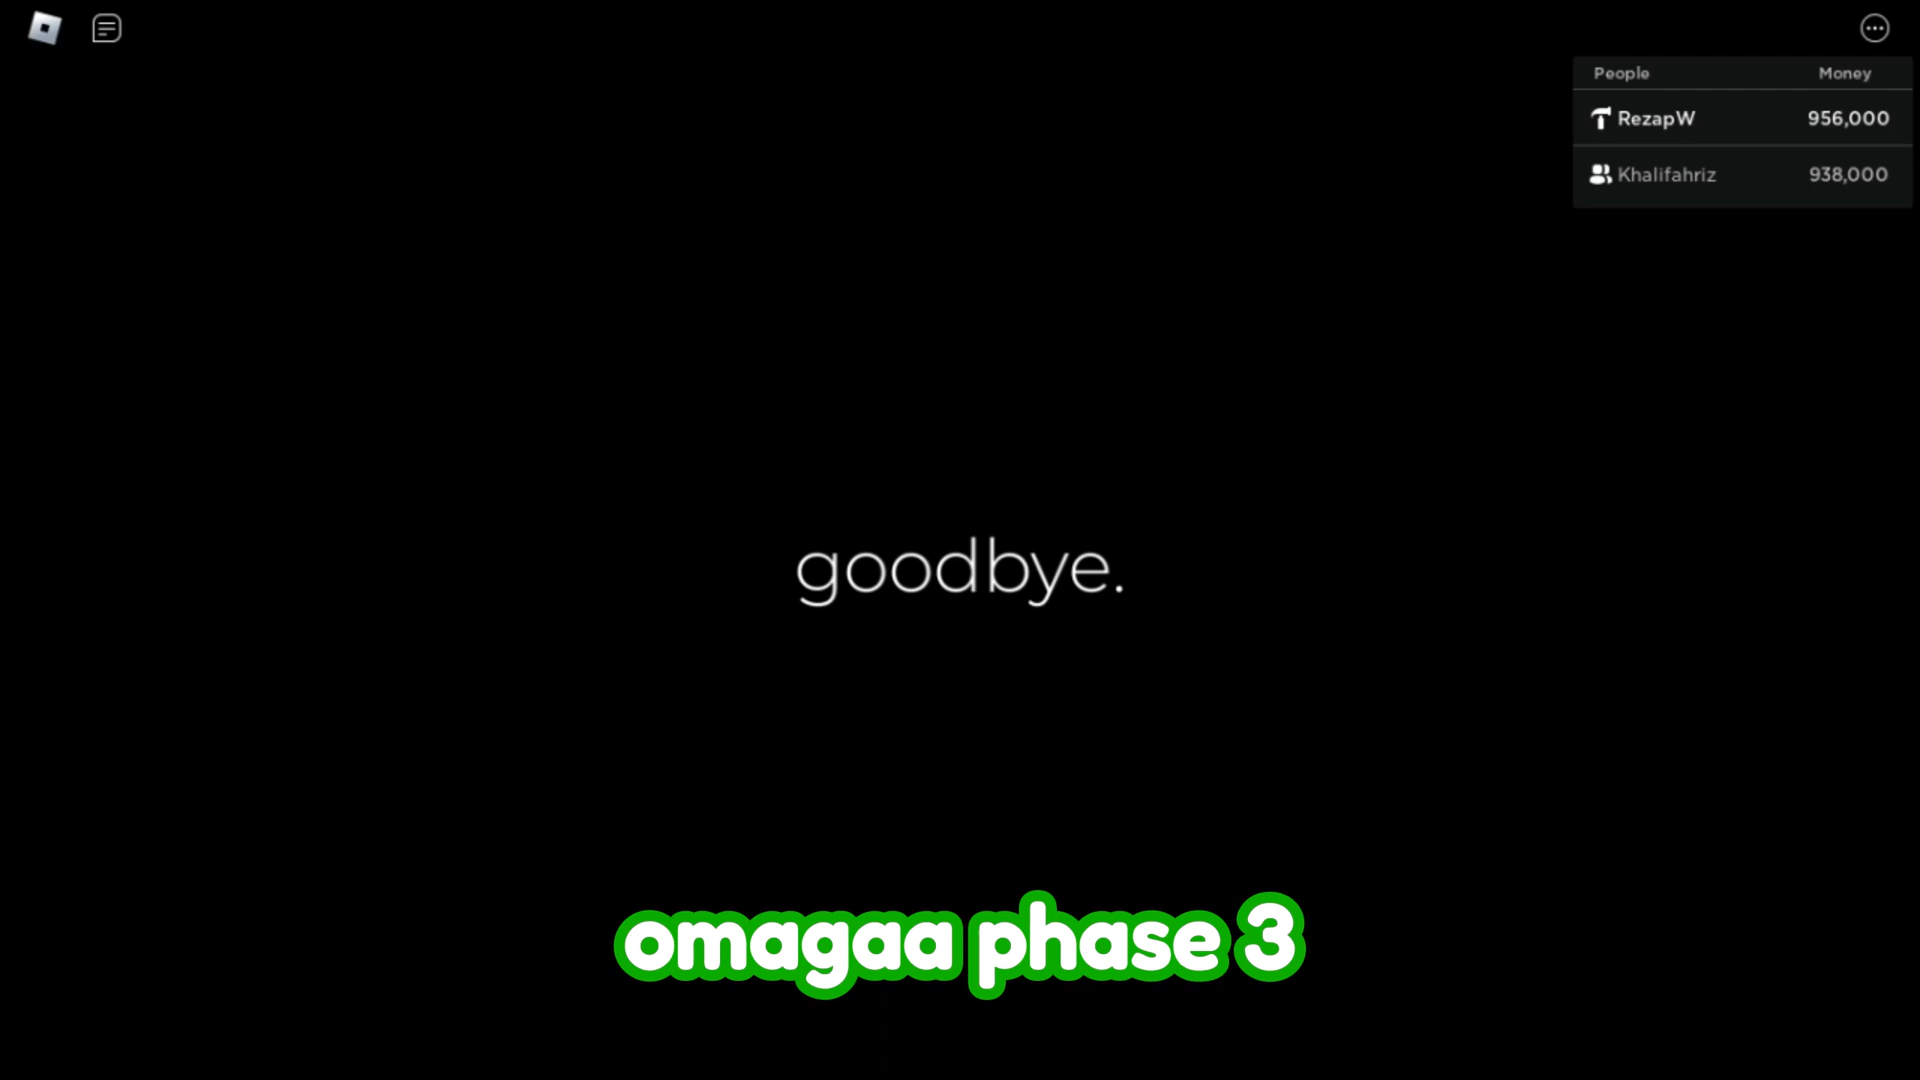 People Money
RezapW 956,000
Khalifahriz 938,000
goodbye.
omagaa phase 3